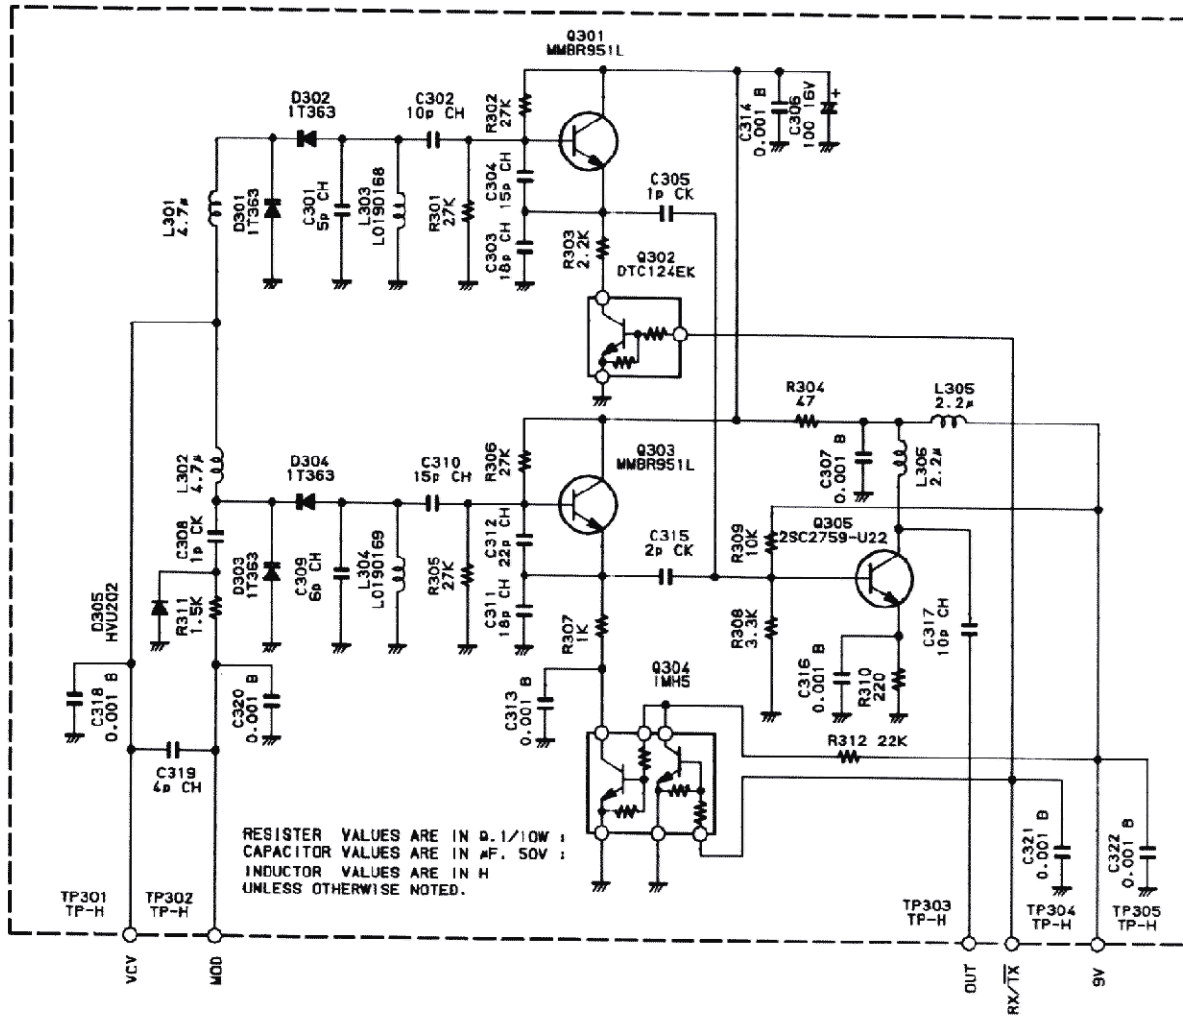 Q301
MMBR951L
D302
1T363
C302
10p CH
R302
27K
C314
0.001 B
C306
100 16V
+
L301
4.7μ
D301
1T363
C301
5p CH
L303
L0190168
R301
27K
C304
15p CH
C303
18p CH
C305
1p CK
R303
2.2K
Q302
DTC124EK
R304
47
L305
2.2μ
L302
4.7μ
D304
1T363
C310
15p CH
R306
27K
Q303
MMBR951L
C307
0.001 B
L306
2.2μ
C308
1p CK
D303
1T363
C309
6p CH
L304
L0190169
R305
27K
C312
22p CH
C311
18p CH
C315
2p CK
R309
10K
Q305
2SC2759-U22
D305
HVU202
R311
1.5K
R307
1K
R308
3.3K
C317
10p CH
C318
0.001 B
C320
0.001 B
C313
0.001 B
Q304
IMH5
C316
0.001 B
R310
220
C319
4p CH
R312 22K
RESISTER VALUES ARE IN Ω.1/10W ;
CAPACITOR VALUES ARE IN μF. 50V ;
INDUCTOR VALUES ARE IN H
UNLESS OTHERWISE NOTED.
C321
0.001 B
C322
0.001 B
TP301
TP-H
TP302
TP-H
TP303
TP-H
TP304
TP-H
TP305
TP-H
VCV
MOD
OUT
RX/T̅X̅
9V